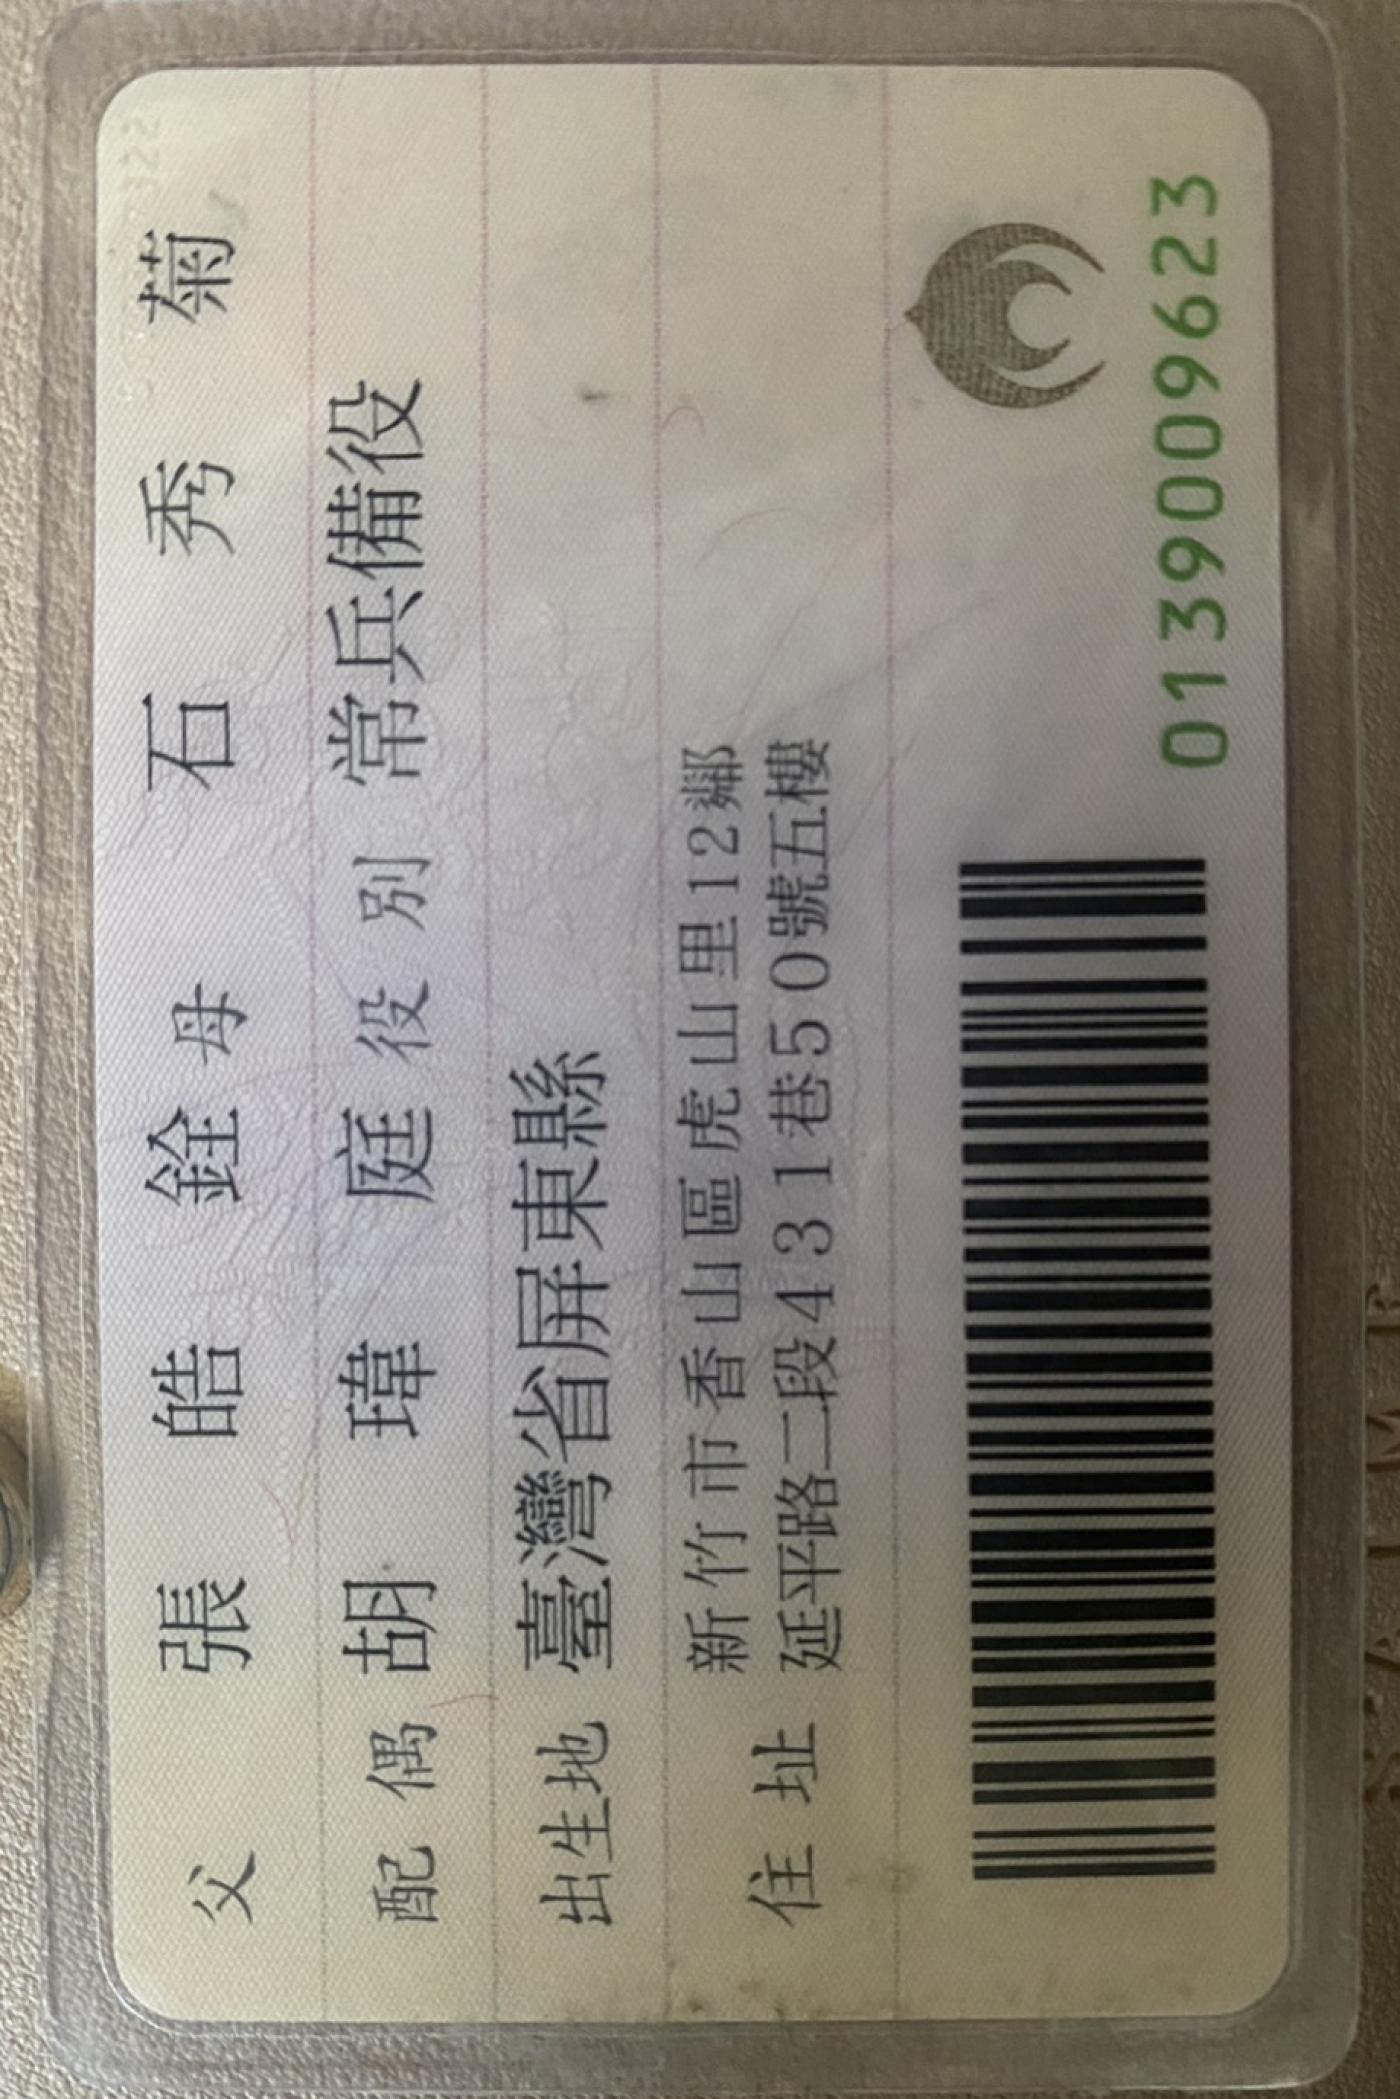 父 張皓銓 母 石秀菊
配偶 胡瑋庭 役別 常兵備役
出生地 臺灣省屏東縣
住址 新竹市香山區虎山里12鄰
延平路二段431巷50號五樓
0139009623